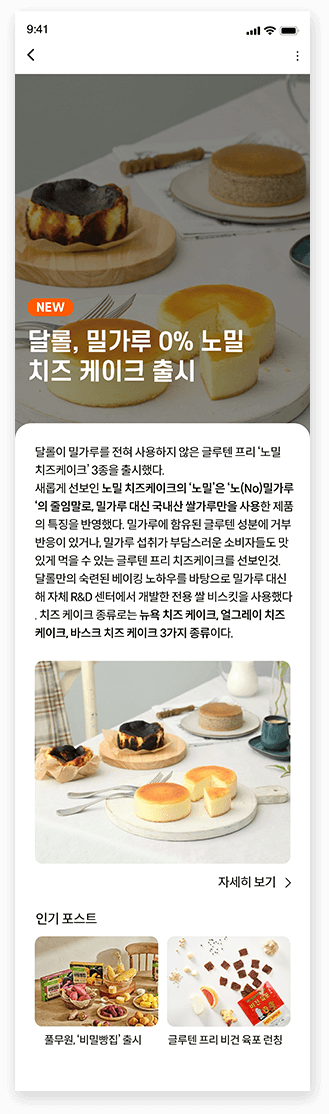 9:41
NEW
달롤, 밀가루 0% 노밀
치즈 케이크 출시
달롤이 밀가루를 전혀 사용하지 않은 글루텐 프리 ‘노밀
치즈케이크’ 3종을 출시했다.
새롭게 선보인 노밀 치즈케이크의 ‘노밀’은 ‘노(No)밀가루
‘의 줄임말로, 밀가루 대신 국내산 쌀가루만을 사용한 제품
의 특징을 반영했다. 밀가루에 함유된 글루텐 성분에 거부
반응이 있거나, 밀가루 섭취가 부담스러운 소비자들도 맛
있게 먹을 수 있는 글루텐 프리 치즈케이크를 선보인것.
달롤만의 숙련된 베이킹 노하우를 바탕으로 밀가루 대신
해 자체 R&D 센터에서 개발한 전용 쌀 비스킷을 사용했다
. 치즈 케이크 종류로는 뉴욕 치즈 케이크, 얼그레이 치즈
케이크, 바스크 치즈 케이크 3가지 종류이다.
자세히 보기
인기 포스트
풀무원, ‘비밀빵집’ 출시
글루텐 프리 비건 육포 런칭